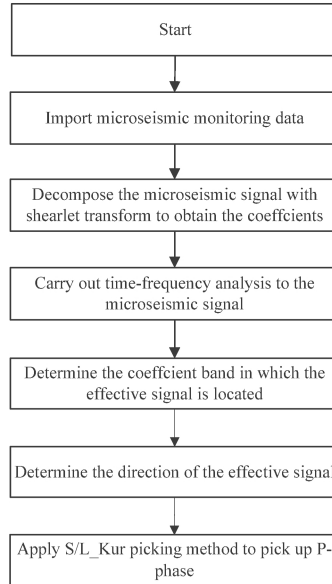 Start
Import microseismic monitoring data
Decompose the microseismic signal with
shearlet transform to obtain the coeffcients
Carry out time-frequency analysis to the
microseismic signal
Determine the coeffcient band in which the
effective signal is located
Determine the direction of the effective signal
Apply S/L_Kur picking method to pick up P-
phase